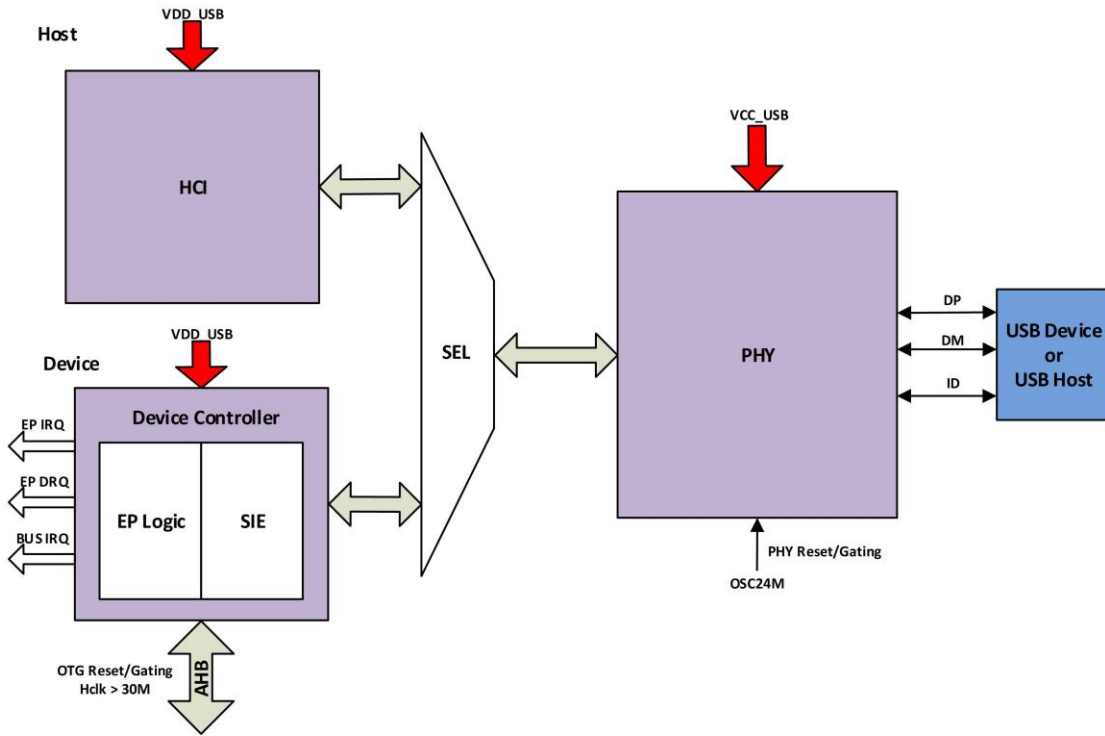 VDD_USB
Host
HCI
VCC_USB
VDD_USB
Device
Device Controller
EP IRQ
EP DRQ
BUS IRQ
EP Logic
SIE
SEL
PHY
DP
DM
ID
USB Device
or
USB Host
PHY Reset/Gating
OSC24M
OTG Reset/Gating
Hclk > 30M
AHB